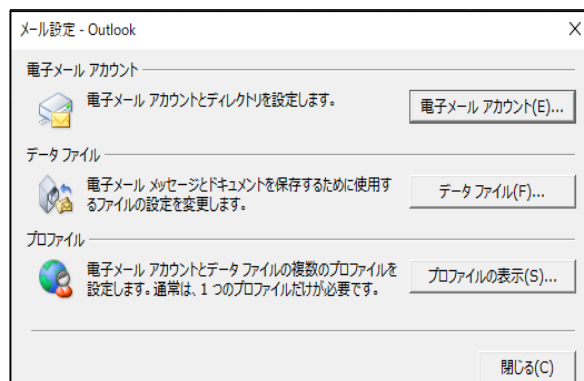 メール設定 - Outlook
電子メール アカウント
電子メール アカウントとディレクトリを設定します。
電子メール アカウント(E)...
データ ファイル
電子メール メッセージとドキュメントを保存するために使用す
るファイルの設定を変更します。
データ ファイル(F)...
プロファイル
電子メール アカウントとデータ ファイルの複数のプロファイルを
設定します。通常は、1 つのプロファイルだけが必要です。
プロファイルの表示(S)...
閉じる(C)